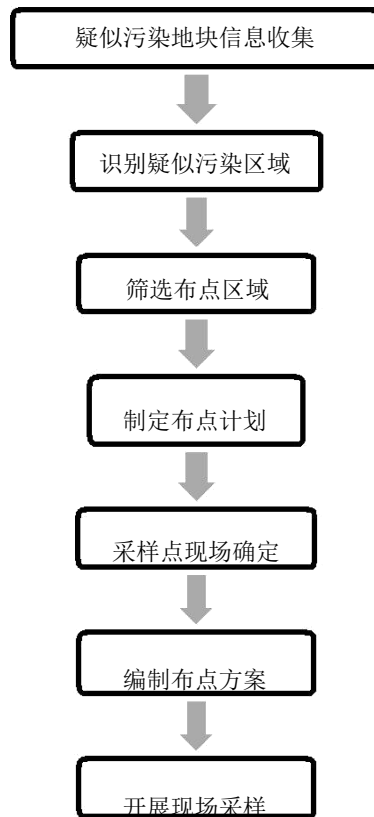 疑似污染地块信息收集
识别疑似污染区域
筛选布点区域
制定布点计划
采样点现场确定
编制布点方案
开展现场采样